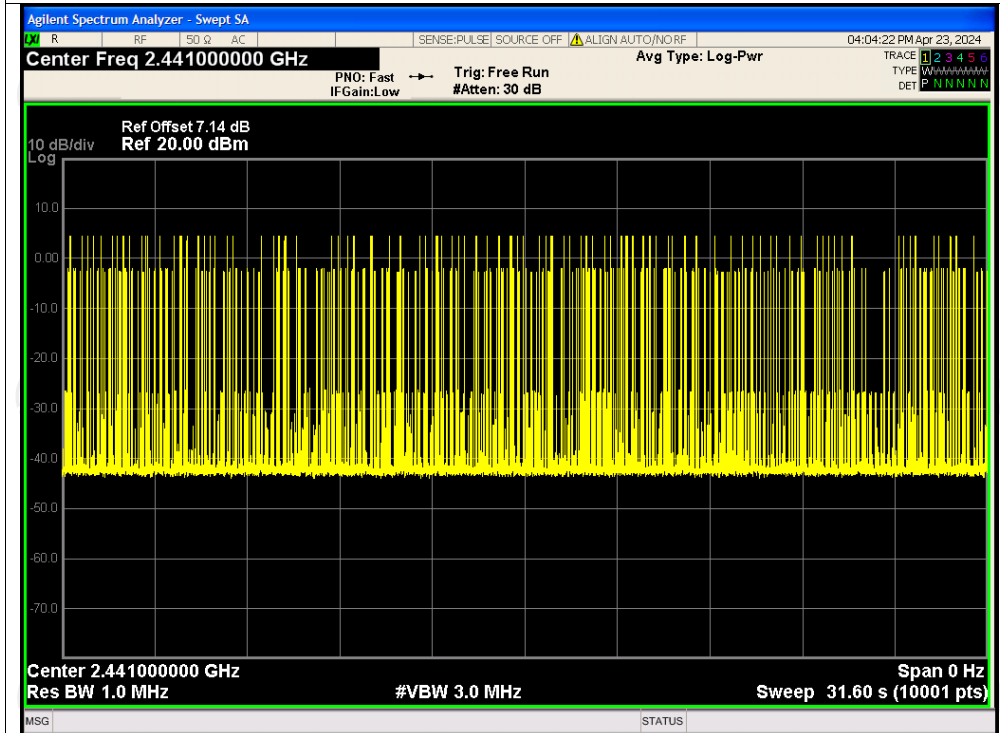 Agilent Spectrum Analyzer - Swept SA
LXI R RF 50 Ω AC SENSE:PULSE SOURCE OFF ALIGN AUTO/NO RF 04:04:22 PM Apr 23, 2024
Center Freq 2.441000000 GHz Avg Type: Log-Pwr TRACE 1 2 3 4 5 6
PNO: Fast Trig: Free Run TYPE W
IFGain:Low #Atten: 30 dB DET P N N N N N
Ref Offset 7.14 dB
10 dB/div Ref 20.00 dBm
Log
10.0
0.00
-10.0
-20.0
-30.0
-40.0
-50.0
-60.0
-70.0
Center 2.441000000 GHz Span 0 Hz
Res BW 1.0 MHz #VBW 3.0 MHz Sweep 31.60 s (10001 pts)
MSG STATUS